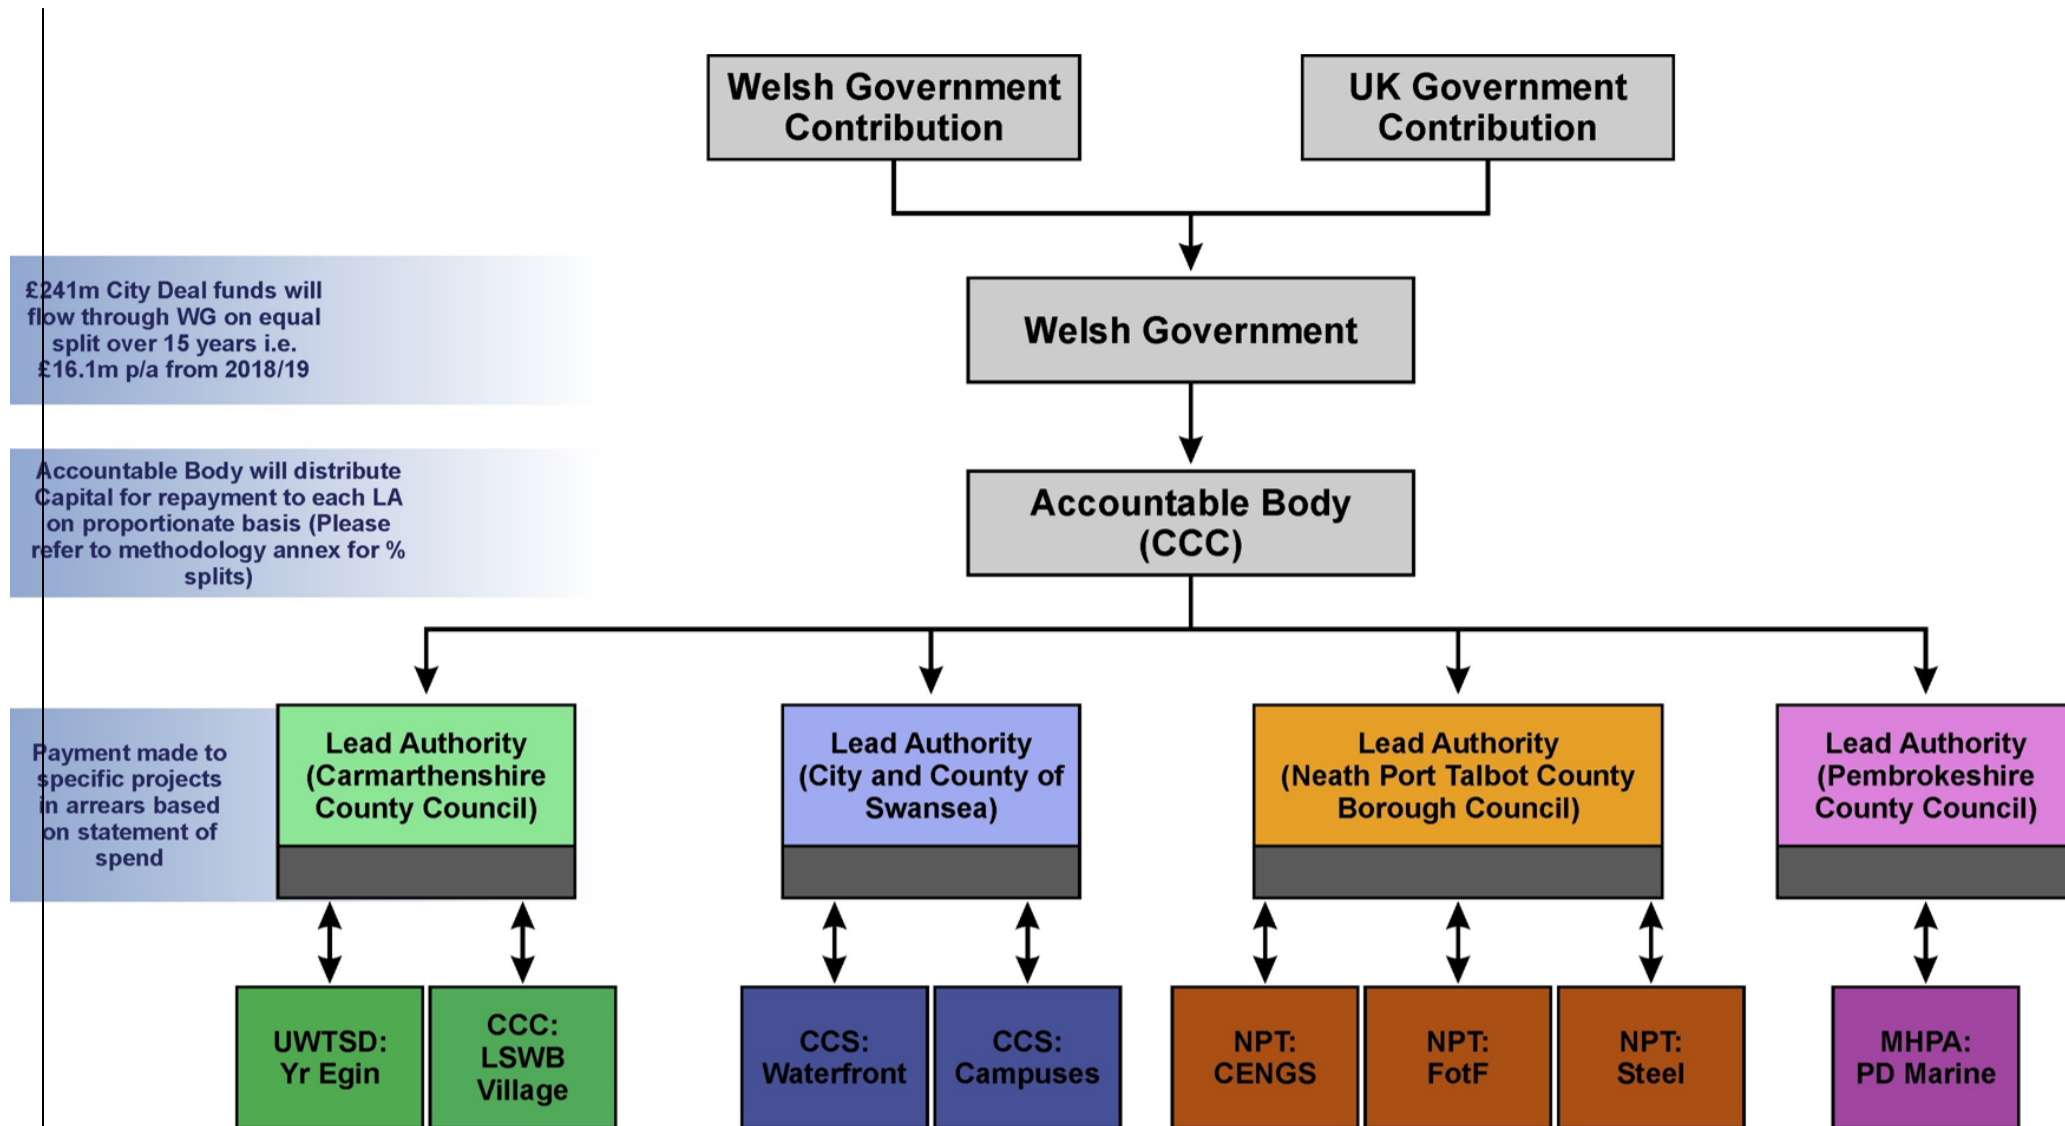 Welsh Government
Contribution
UK Government
Contribution
£241m City Deal funds will
flow through WG on equal
split over 15 years i.e.
£16.1m p/a from 2018/19
Welsh Government
Accountable Body will distribute
Capital for repayment to each LA
on proportionate basis (Please
refer to methodology annex for %
splits)
Accountable Body
(CCC)
Payment made to
specific projects
in arrears based
on statement of
spend
Lead Authority
(Carmarthenshire
County Council)
Lead Authority
(City and County of
Swansea)
Lead Authority
(Neath Port Talbot County
Borough Council)
Lead Authority
(Pembrokeshire
County Council)
UWTSD:
Yr Egin
CCC:
LSWB
Village
CCS:
Waterfront
CCS:
Campuses
NPT:
CENGS
NPT:
FotF
NPT:
Steel
MHPA:
PD Marine